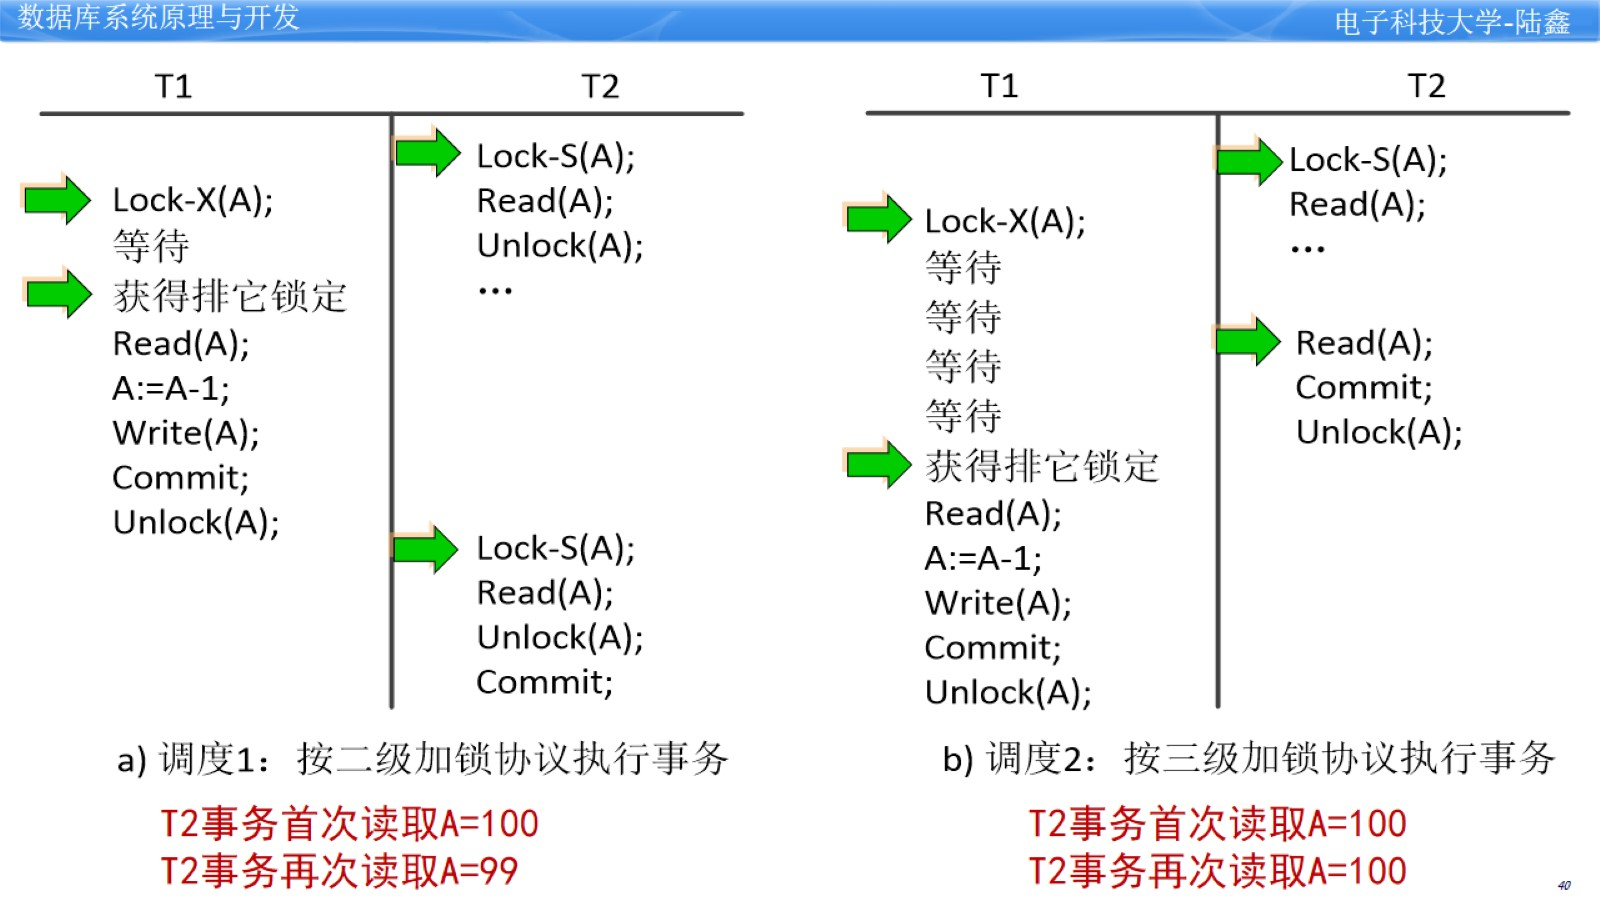 数据库系统原理与开发
电子科技大学-陆鑫
T1
T2
Lock-S(A);
Lock-X(A);
Read(A);
等待
Unlock(A);
获得排它锁定
...
Read(A);
A:=A-1;
Write(A);
Commit;
Unlock(A);
Lock-S(A);
Read(A);
Unlock(A);
Commit;
a) 调度1：按二级加锁协议执行事务
T2事务首次读取A=100
T2事务再次读取A=99
T1
T2
Lock-S(A);
Read(A);
Lock-X(A);
...
等待
等待
Read(A);
等待
Commit;
等待
Unlock(A);
获得排它锁定
Read(A);
A:=A-1;
Write(A);
Commit;
Unlock(A);
b) 调度2：按三级加锁协议执行事务
T2事务首次读取A=100
T2事务再次读取A=100
40